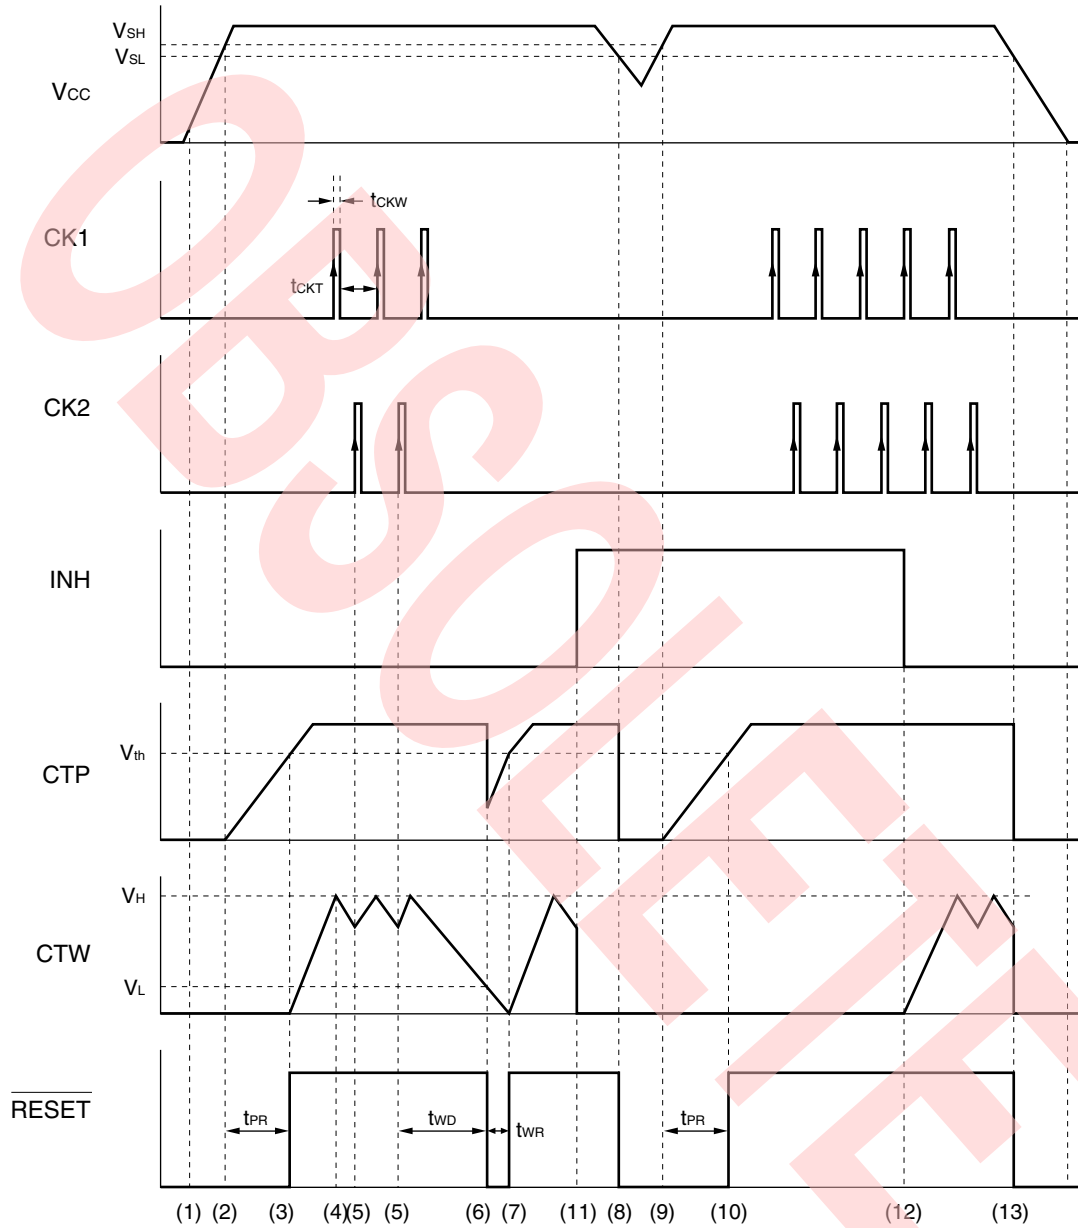 VSH
VSL
VCC
CK1
tCKW
tCKT
CK2
INH
Vth
CTP
VH
CTW
VL
RESET
tPR
tWD
tWR
tPR
(1) (2) (3) (4)(5) (5) (6) (7) (11) (8) (9) (10) (12) (13)
OBSOLETE